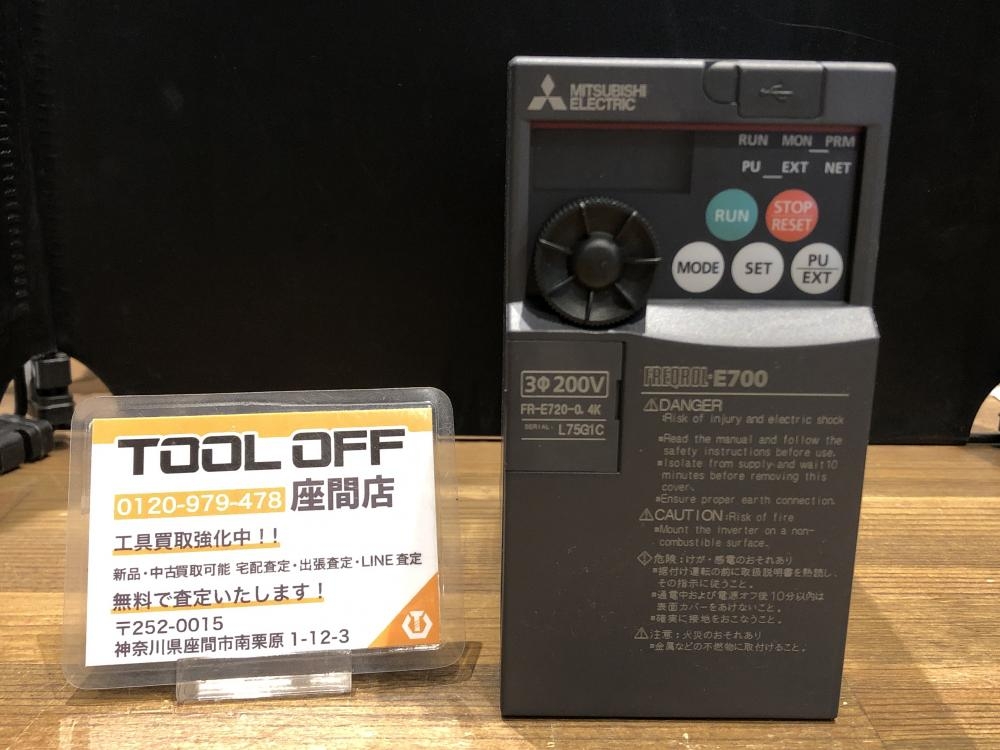 TOOL OFF
0120-979-478 座間店
工具買取強化中!!
新品・中古買取可能 宅配査定・出張査定・LINE査定
無料で査定いたします!
〒252-0015
神奈川県座間市南栗原 1-12-3
MITSUBISHI
ELECTRIC
RUN MON PRM
PU EXT NET
RUN
STOP
RESET
MODE
SET
PU
EXT
3Φ 200V
FR-E720-0.4K
SERIAL: L75G1C
FREQROL-E700
⚠DANGER
:Risk of injury and electric shock
■Read the manual and follow the
safety instructions before use.
■Isolate from supply and wait 10
minutes before removing this
cover.
■Ensure proper earth connection.
⚠CAUTION:Risk of fire
■Mount the inverter on a non-
combustible surface.
危険:けが・感電のおそれあり
■据付け運転の前に取扱説明書を熟読し、
その指示に従うこと。
■通電中および電源オフ後10分以内は
表面カバーをあけないこと。
■確実に接地をおこなうこと。
⚠注意:火災のおそれあり
■金属などの不燃物に取付けること。